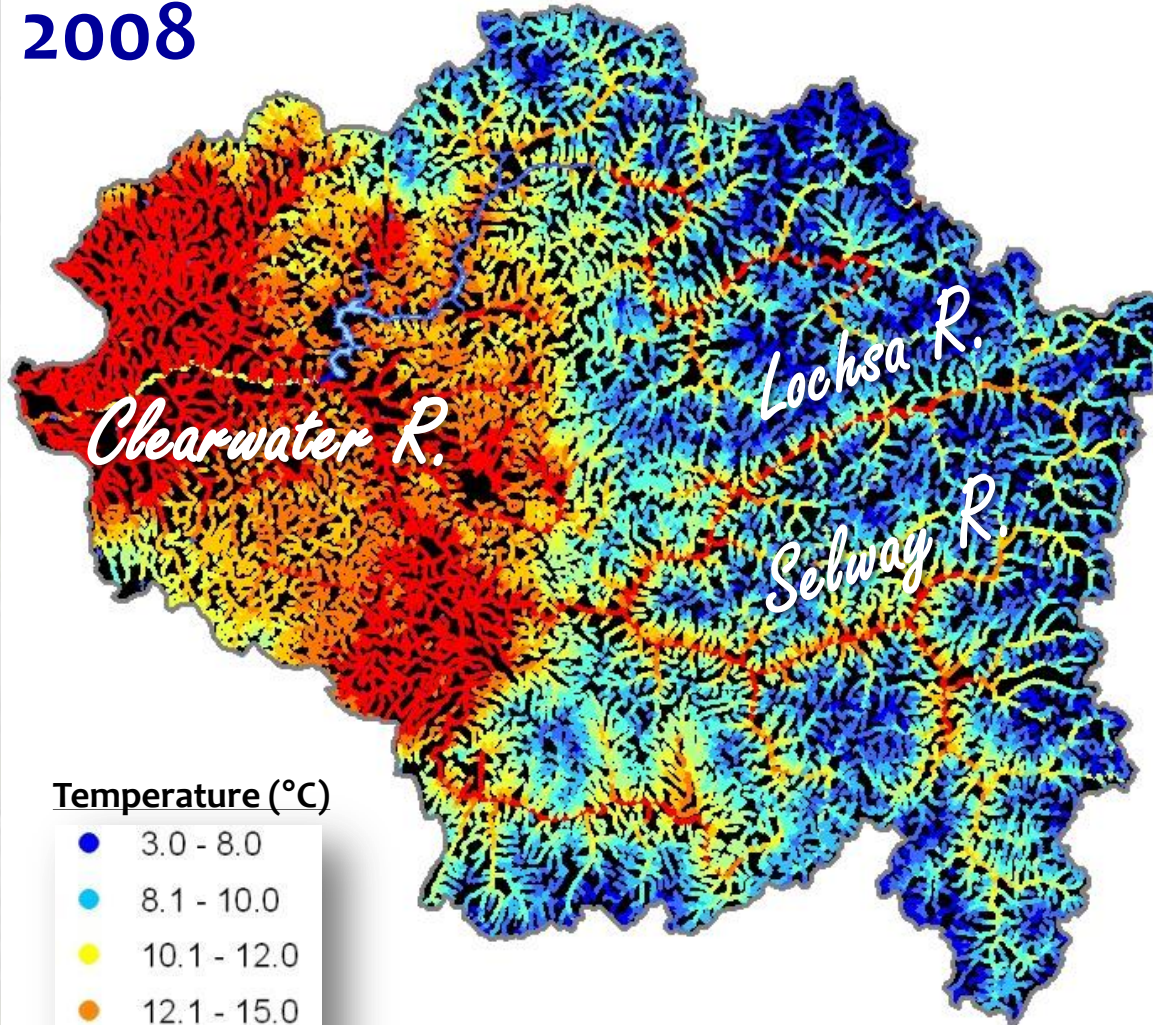 2008
Lochsa R.
Clearwater R.
Selway R.
Temperature (°C)
3.0 - 8.0
8.1 - 10.0
10.1 - 12.0
12.1 - 15.0